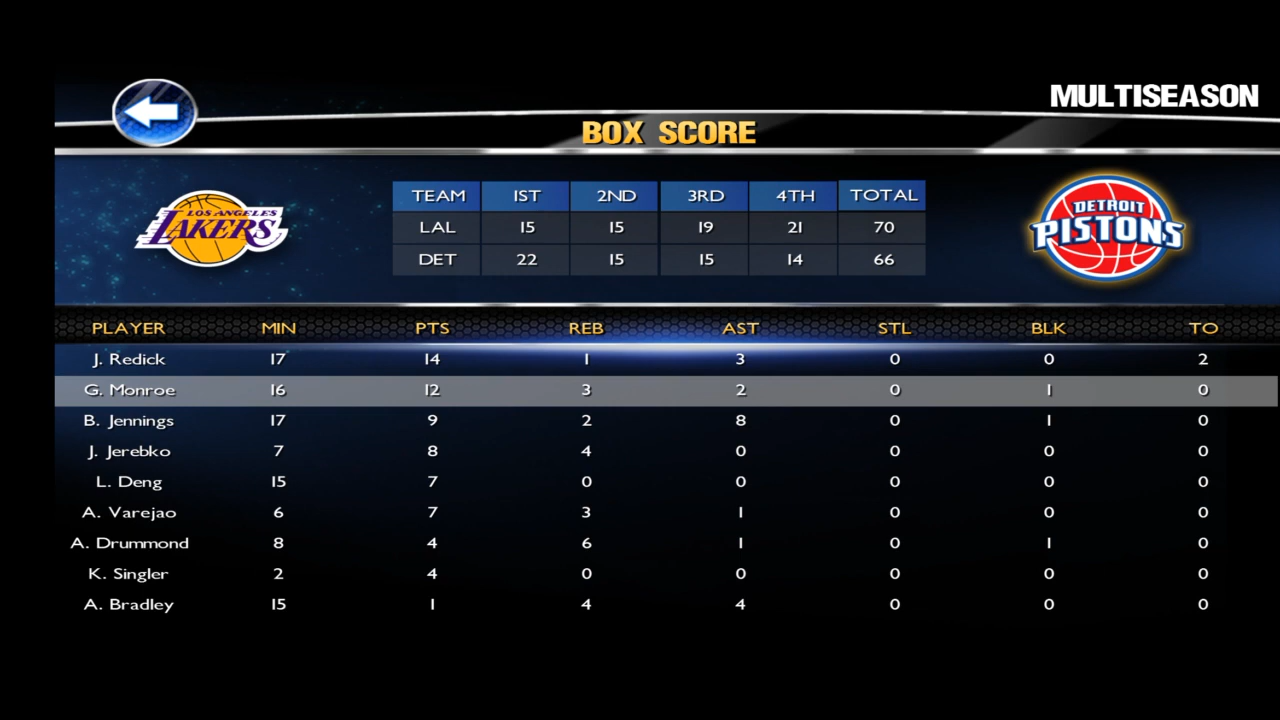 MULTISEASON
BOX SCORE
LOS ANGELES
LAKERS
TEAM 1ST 2ND 3RD 4TH TOTAL
LAL 15 15 19 21 70
DET 22 15 15 14 66
DETROIT
PISTONS
PLAYER MIN PTS REB AST STL BLK TO
J. Redick 17 14 1 3 0 0 2
G. Monroe 16 12 3 2 0 1 0
B. Jennings 17 9 2 8 0 1 0
J. Jerebko 7 8 4 0 0 0 0
L. Deng 15 7 0 0 0 0 0
A. Varejao 6 7 3 1 0 0 0
A. Drummond 8 4 6 1 0 1 0
K. Singler 2 4 0 0 0 0 0
A. Bradley 15 1 4 4 0 0 0